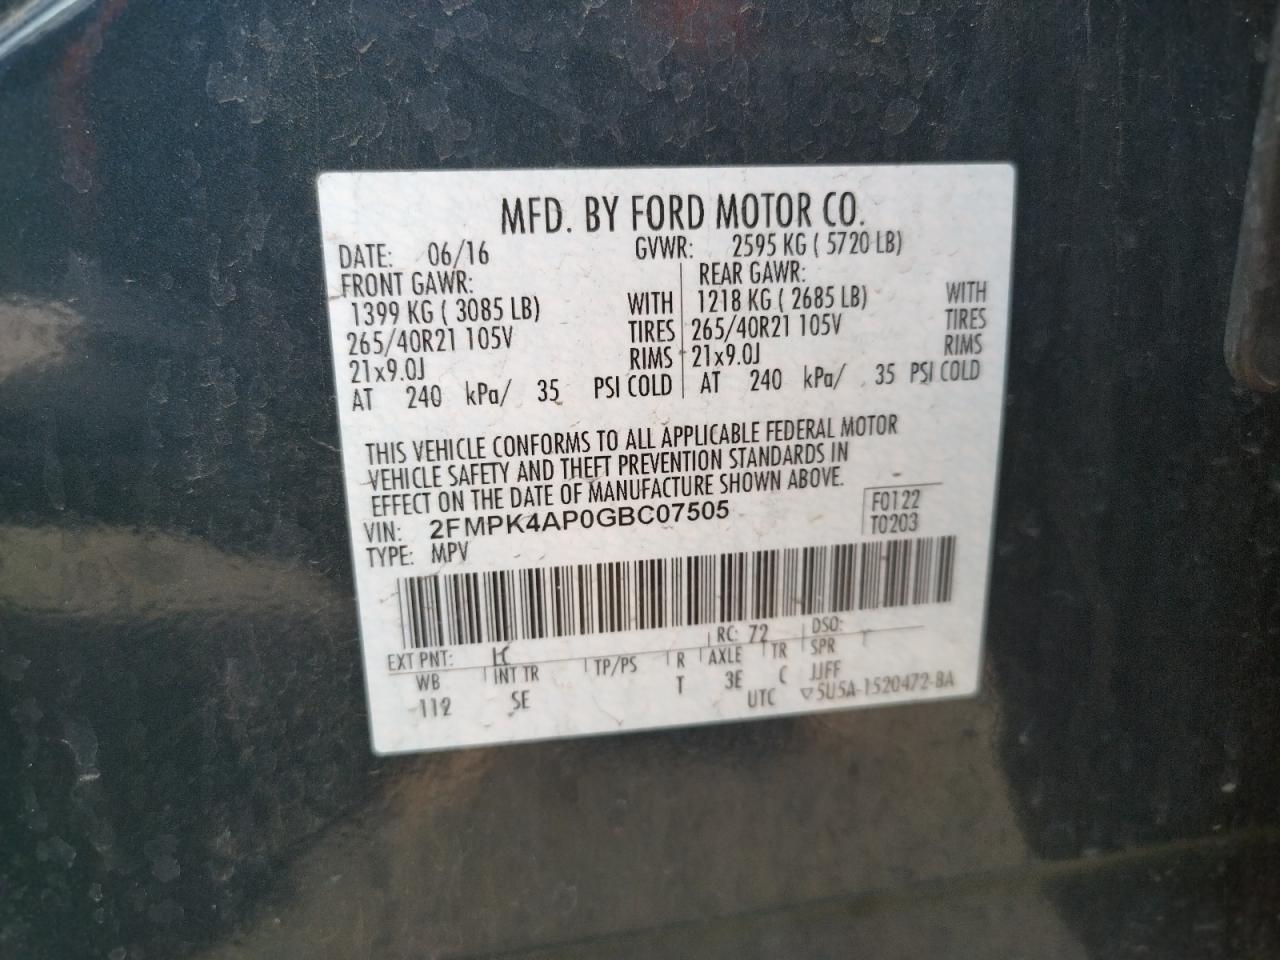 MFD. BY FORD MOTOR CO.
DATE: 06/16 GVWR: 2595 KG ( 5720 LB)
FRONT GAWR: REAR GAWR:
1399 KG ( 3085 LB) WITH 1218 KG ( 2685 LB) WITH
265/40R21 105V TIRES 265/40R21 105V TIRES
21x9.0J RIMS 21x9.0J RIMS
AT 240 kPa/ 35 PSI COLD AT 240 kPa/ 35 PSI COLD
THIS VEHICLE CONFORMS TO ALL APPLICABLE FEDERAL MOTOR
VEHICLE SAFETY AND THEFT PREVENTION STANDARDS IN
EFFECT ON THE DATE OF MANUFACTURE SHOWN ABOVE.
VIN: 2FMPK4AP0GBC07505 F0122
TYPE: MPV T0203
EXT PNT: RC: 72 DSO:
WB INT TR TP/PS R AXLE TR SPR
112 SE T 3E C JJFF
UTC ▽5U5A-1520472-BA